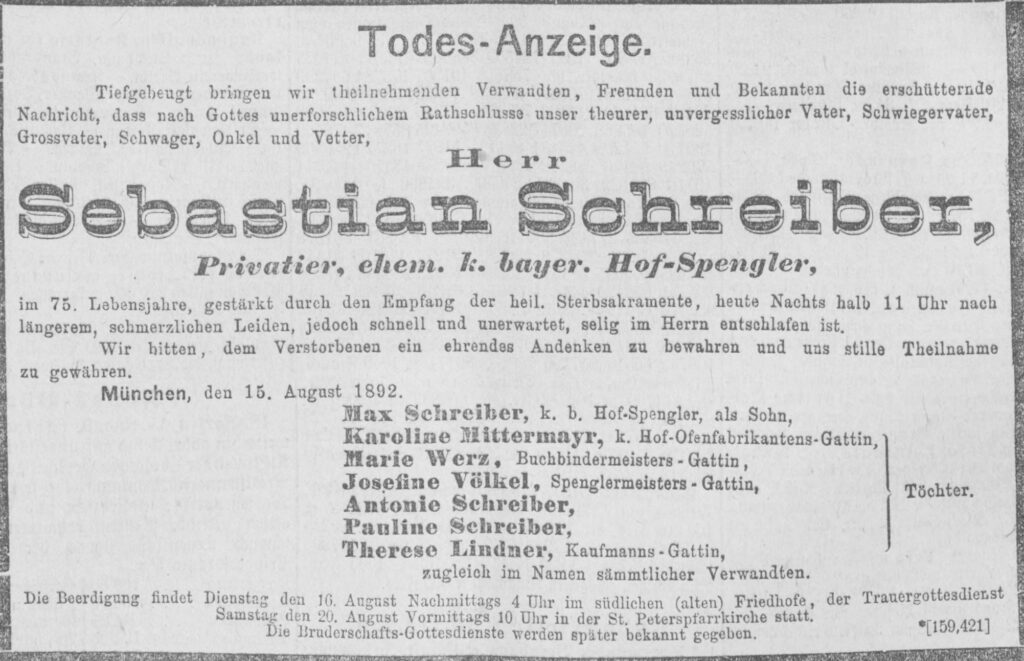 Todes-Anzeige.
Tiefgebeugt bringen wir theilnehmenden Verwandten, Freunden und Bekannten die erschütternde
Nachricht, dass nach Gottes unerforschlichem Rathschlusse unser theurer, unvergesslicher Vater, Schwiegervater,
Grossvater, Schwager, Onkel und Vetter,
Herr
Sebastian Schreiber,
Privatier, ehem. k. bayer. Hof-Spengler,
im 75. Lebensjahre, gestärkt durch den Empfang der heil. Sterbsakramente, heute Nachts halb 11 Uhr nach
längerem, schmerzlichen Leiden, jedoch schnell und unerwartet, selig im Herrn entschlafen ist.
Wir bitten, dem Verstorbenen ein ehrendes Andenken zu bewahren und uns stille Theilnahme
zu gewähren.
München, den 15. August 1892.
Max Schreiber, k. b. Hof-Spengler, als Sohn,
Karoline Mittermayr, k. Hof-Ofenfabrikantens-Gattin,
Marie Werz, Buchbindermeisters-Gattin,
Josefine Völkel, Spenglermeisters-Gattin,
Antonie Schreiber,
Pauline Schreiber,
Therese Lindner, Kaufmanns-Gattin,
Töchter.
zugleich im Namen sämmtlicher Verwandten.
Die Beerdigung findet Dienstag den 16. August Nachmittags 4 Uhr im südlichen (alten) Friedhofe, der Trauergottesdienst
Samstag den 20. August Vormittags 10 Uhr in der St. Peterspfarrkirche statt.
Die Bruderschafts-Gottesdienste werden später bekannt gegeben.
*[159,421]